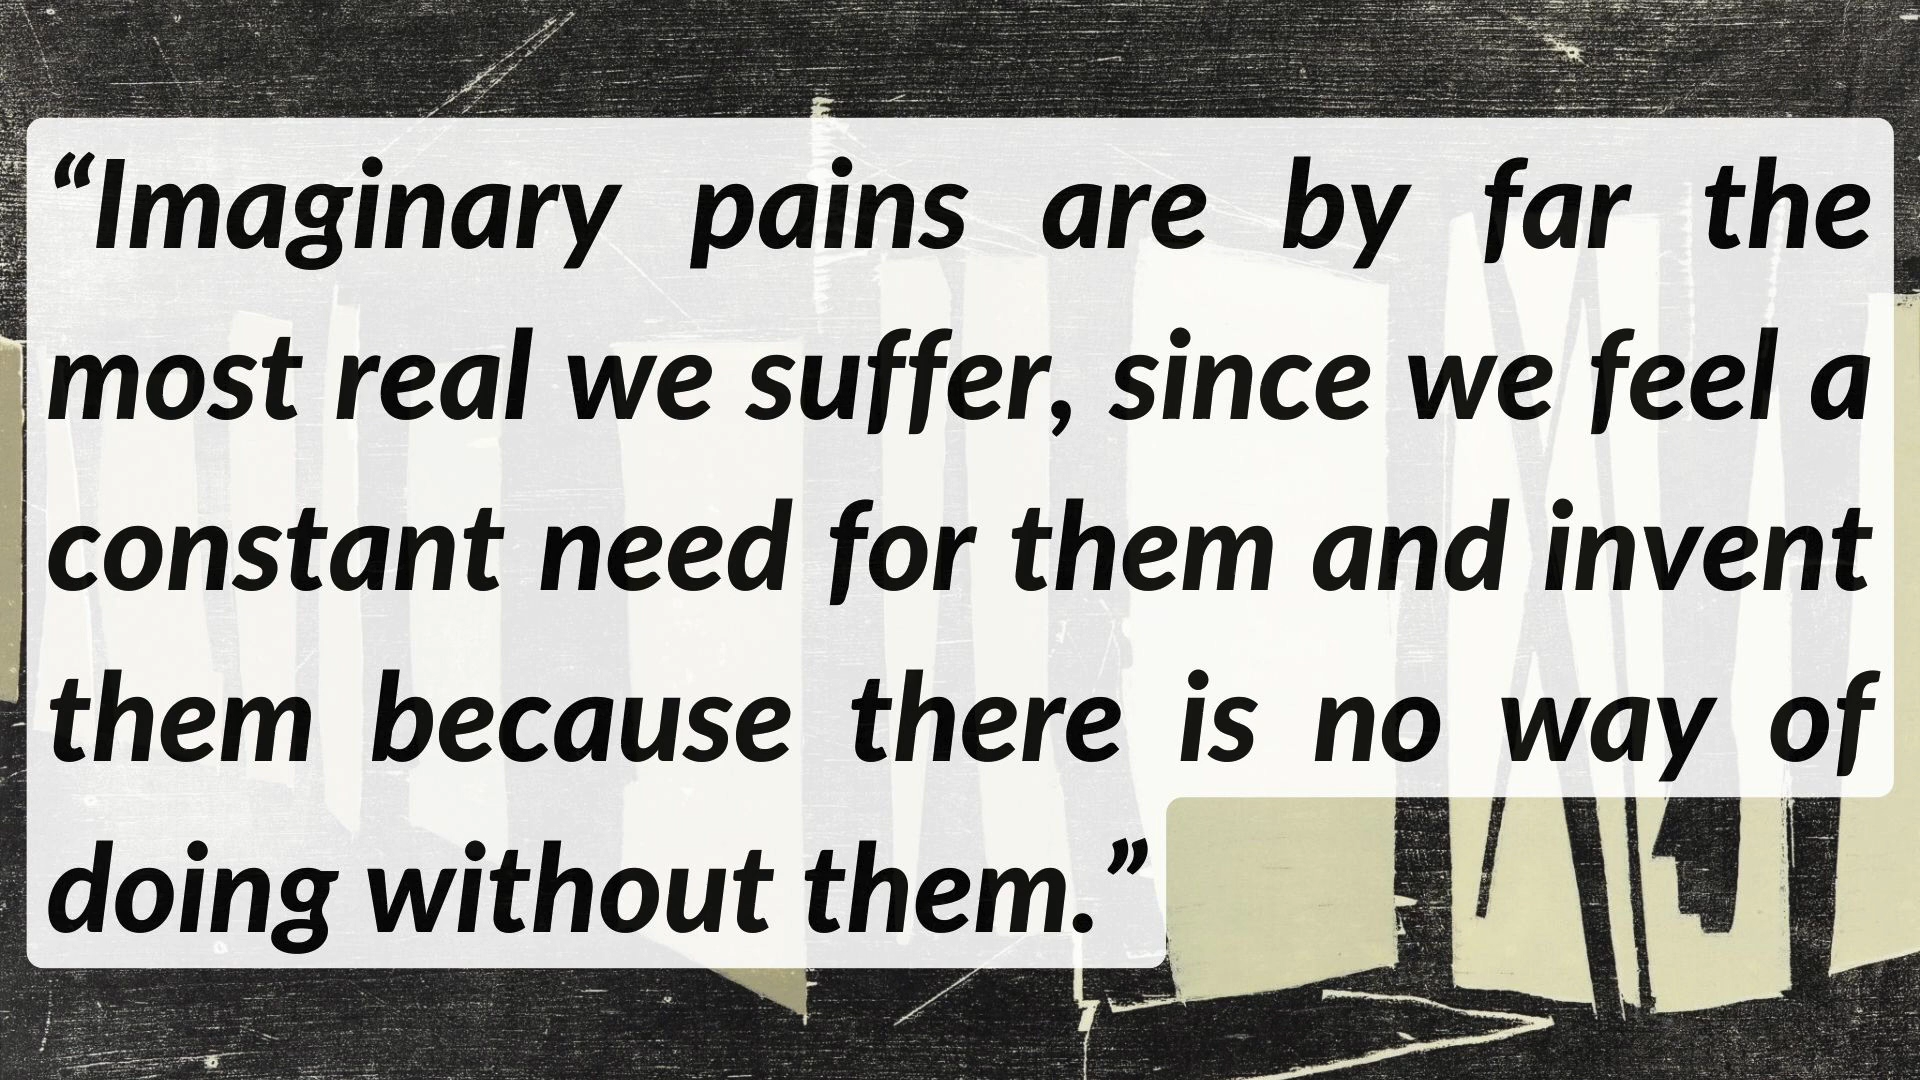 “Imaginary pains are by far the
most real we suffer, since we feel a
constant need for them and invent
them because there is no way of
doing without them.”